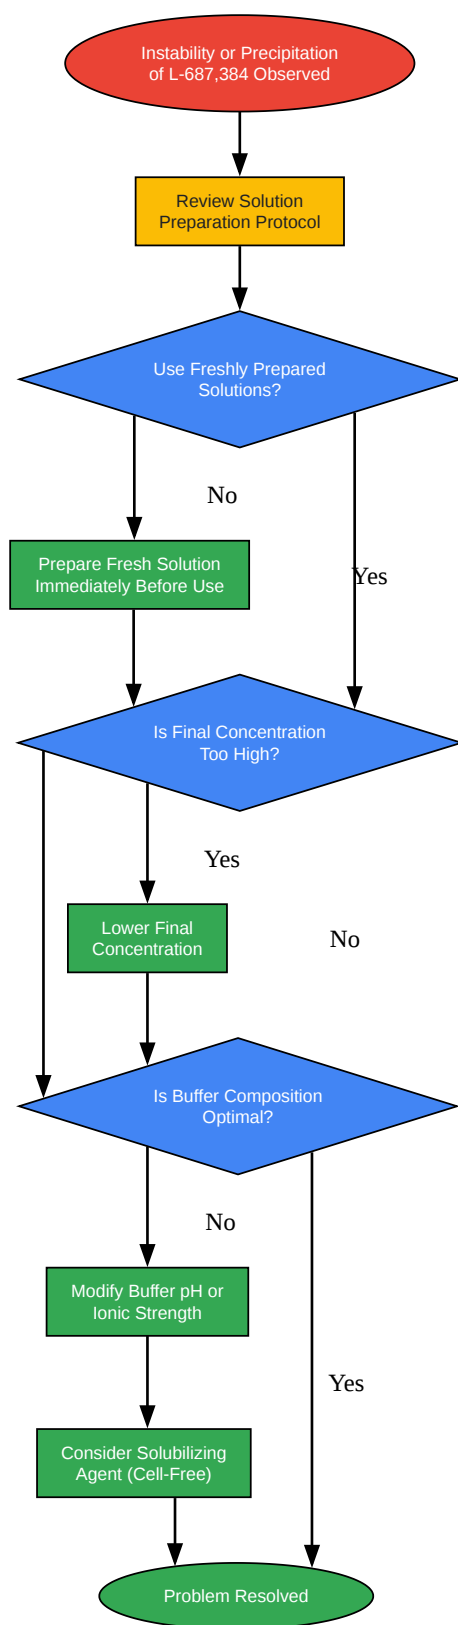 Instability or Precipitation
of L-687,384 Observed
Review Solution
Preparation Protocol
Use Freshly Prepared
Solutions?
No
Prepare Fresh Solution
Immediately Before Use
Yes
Is Final Concentration
Too High?
Yes
Lower Final
Concentration
No
Is Buffer Composition
Optimal?
No
Modify Buffer pH or
Ionic Strength
Yes
Consider Solubilizing
Agent (Cell-Free)
Problem Resolved